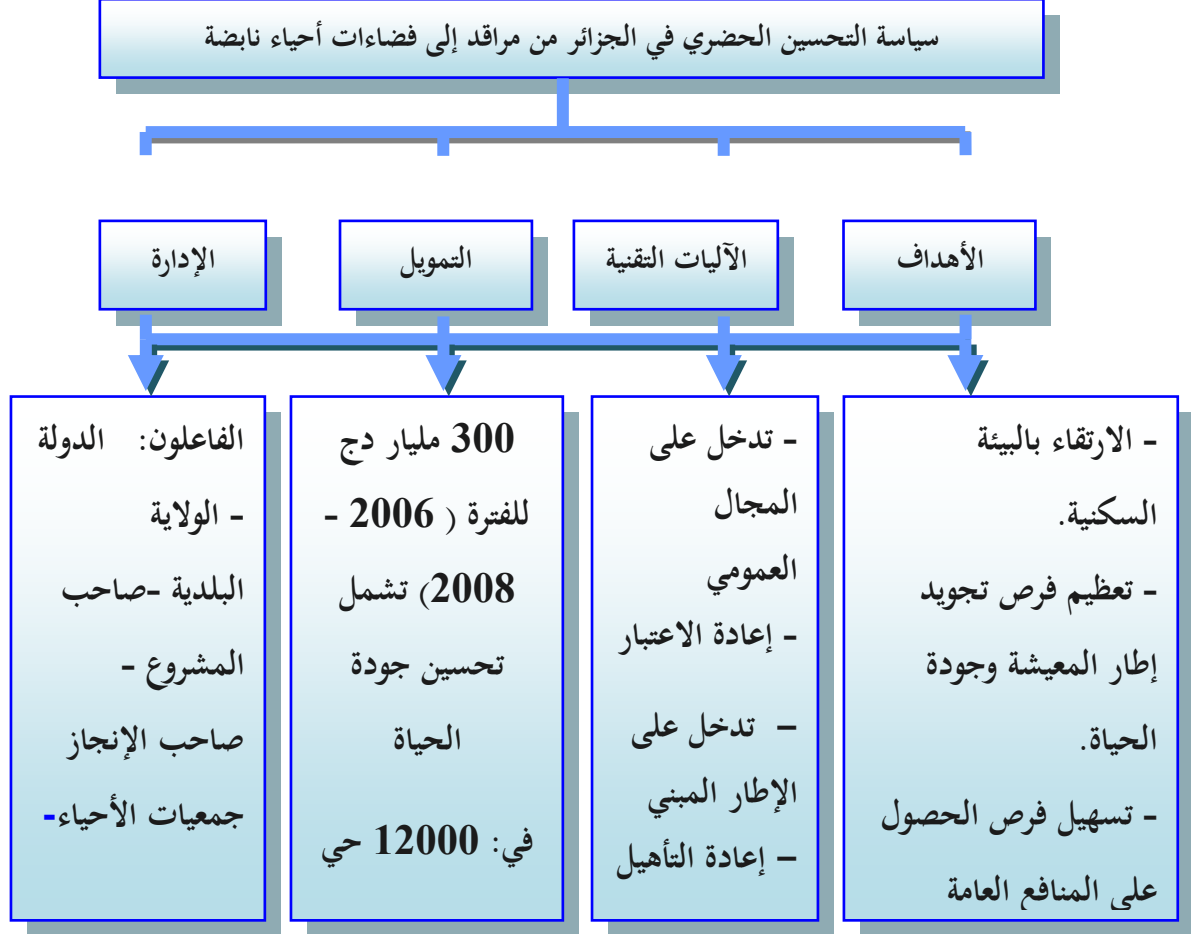 سياسة التحسين الحضري في الجزائر من مراقد إلى فضاءات أحياء نابضة
الأهداف
الآليات التقنية
التمويل
الإدارة
- الارتقاء بالبيئة
السكنية.
- تعظيم فرص تجويد
إطار المعيشة وجودة
الحياة.
- تسهيل فرص الحصول
على المنافع العامة
- تدخل على
المجال
العمومي
- إعادة الاعتبار
– تدخل على
الإطار المبني
– إعادة التأهيل
300 مليار دج
للفترة ( 2006 -
2008) تشمل
تحسين جودة
الحياة
في: 12000 حي
الفاعلون: الدولة
- الولاية
البلدية -صاحب
المشروع -
صاحب الإنجاز
جمعيات الأحياء-